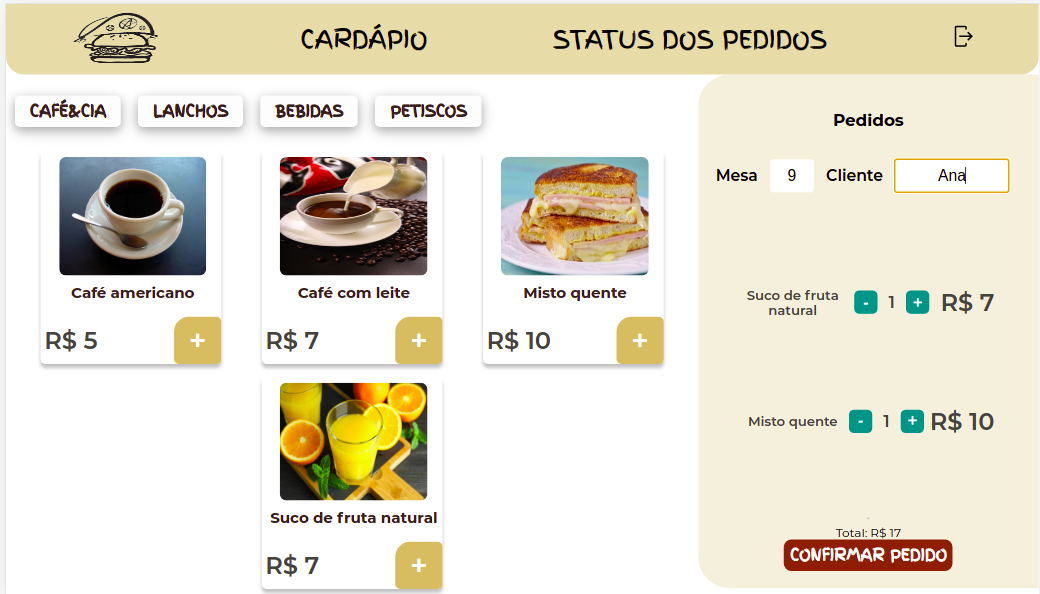 CARDÁPIO
STATUS DOS PEDIDOS
CAFÉ&CIA
LANCHOS
BEBIDAS
PETISCOS
Café americano
R$ 5
+
Café com leite
R$ 7
+
Misto quente
R$ 10
+
Suco de fruta natural
R$ 7
+
Pedidos
Mesa 9 Cliente Ana
Suco de fruta
natural
- 1 + R$ 7
Misto quente - 1 + R$ 10
Total: R$ 17
CONFIRMAR PEDIDO